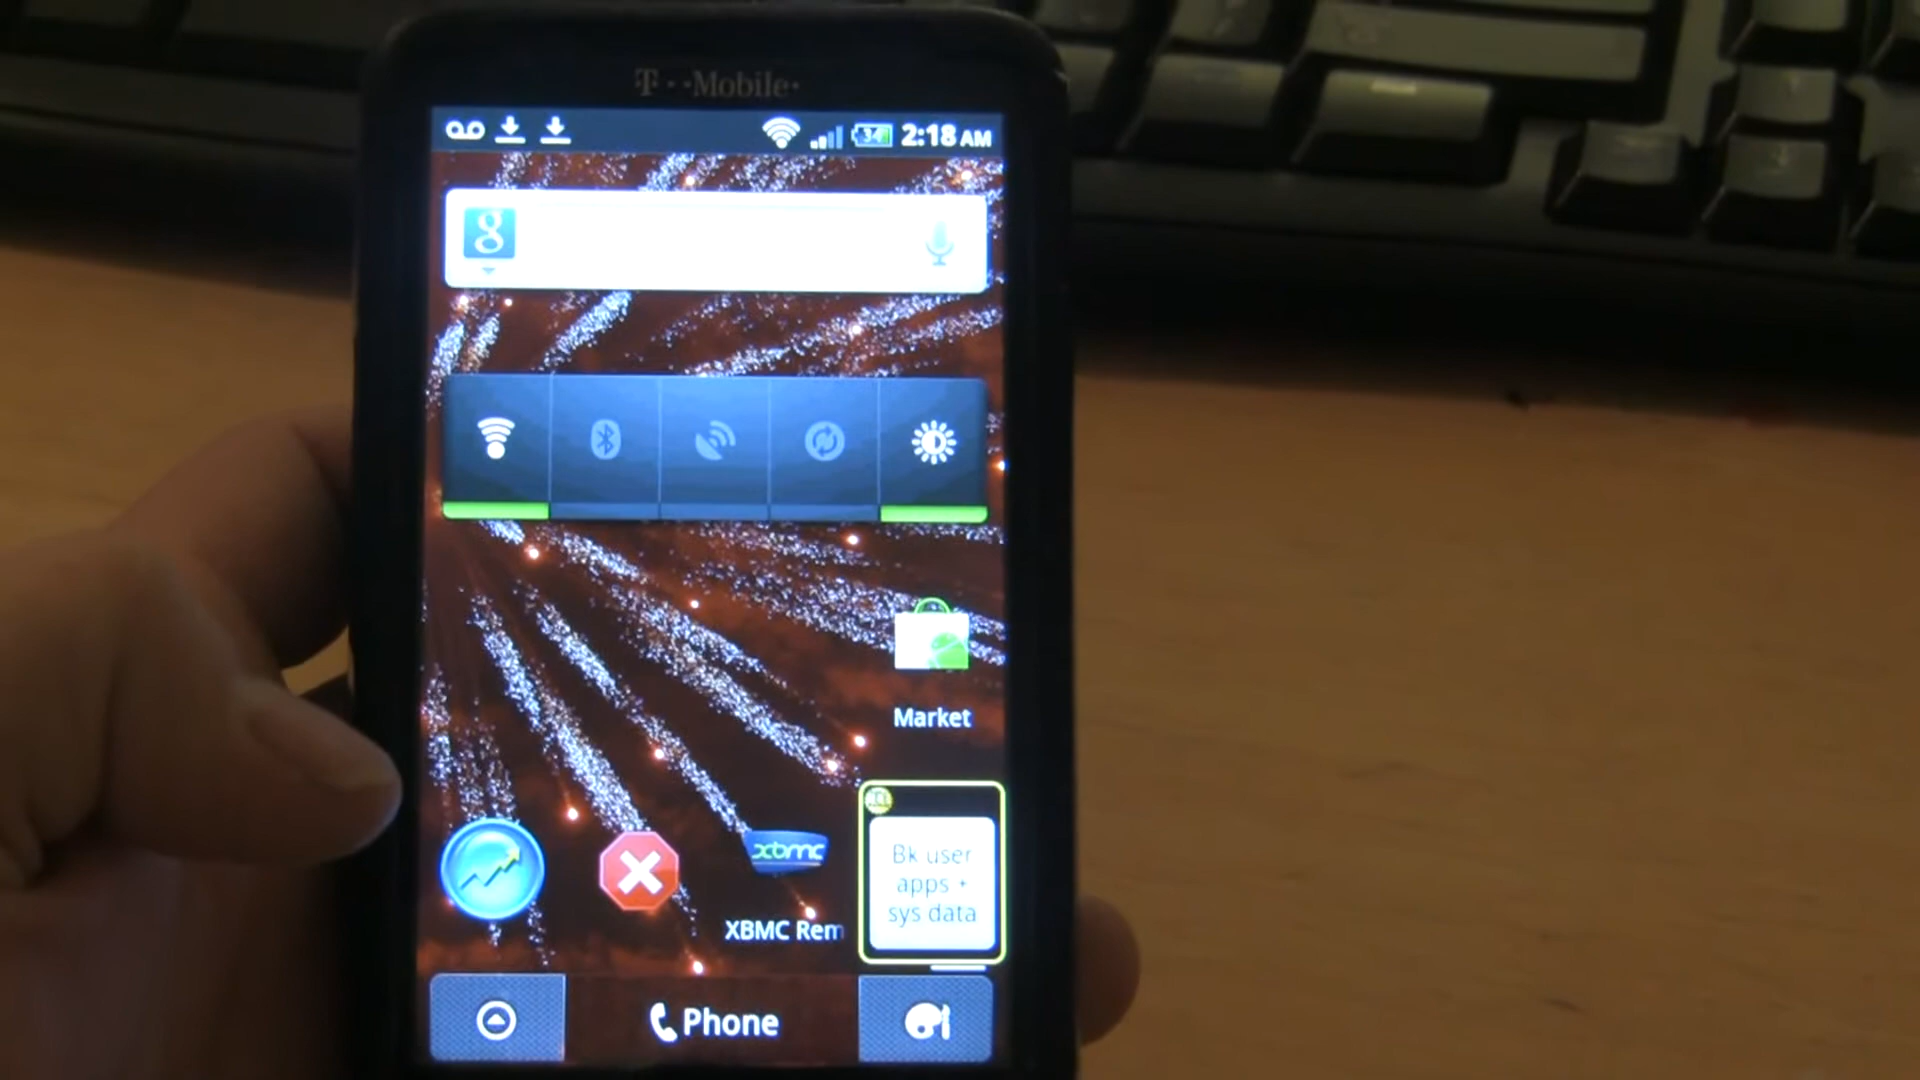 T··Mobile·
34 2:18 AM
g
Market
xbmc
Bk user
apps +
sys data
XBMC Rem
Phone